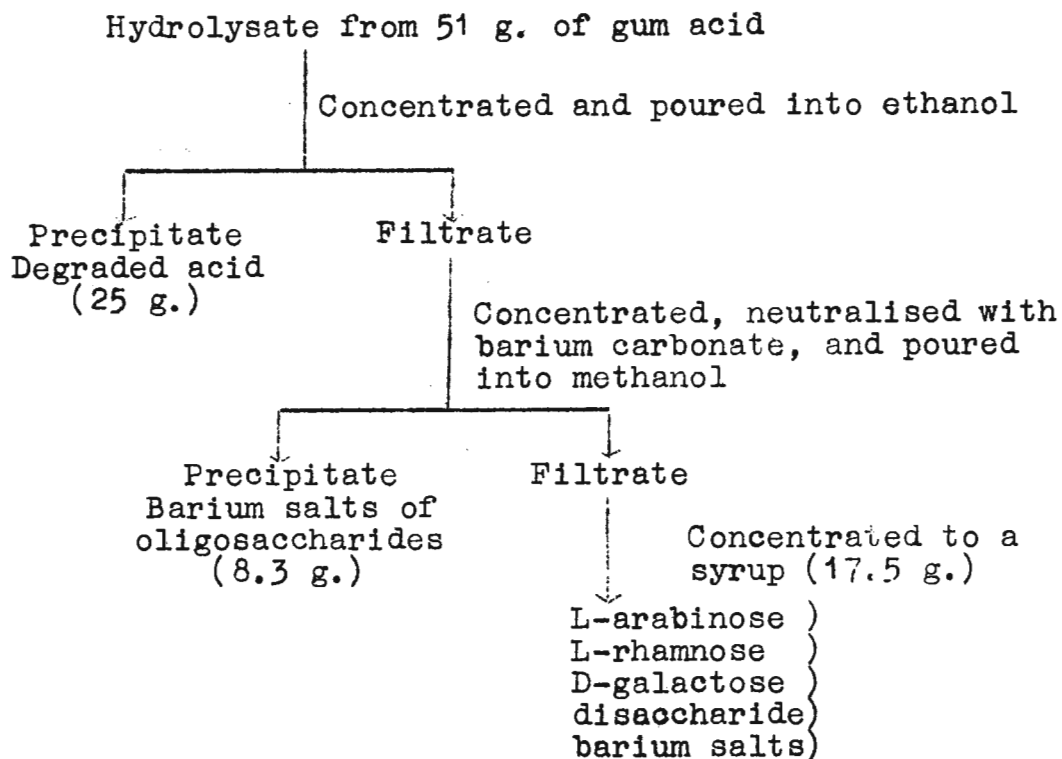 Hydrolysate from 51 g. of gum acid
Concentrated and poured into ethanol
Precipitate
Degraded acid
(25 g.)
Filtrate
Concentrated, neutralised with
barium carbonate, and poured
into methanol
Precipitate
Barium salts of
oligosaccharides
(8.3 g.)
Filtrate
Concentrated to a
syrup (17.5 g.)
L-arabinose )
L-rhamnose )
D-galactose )
disaccharide)
barium salts)